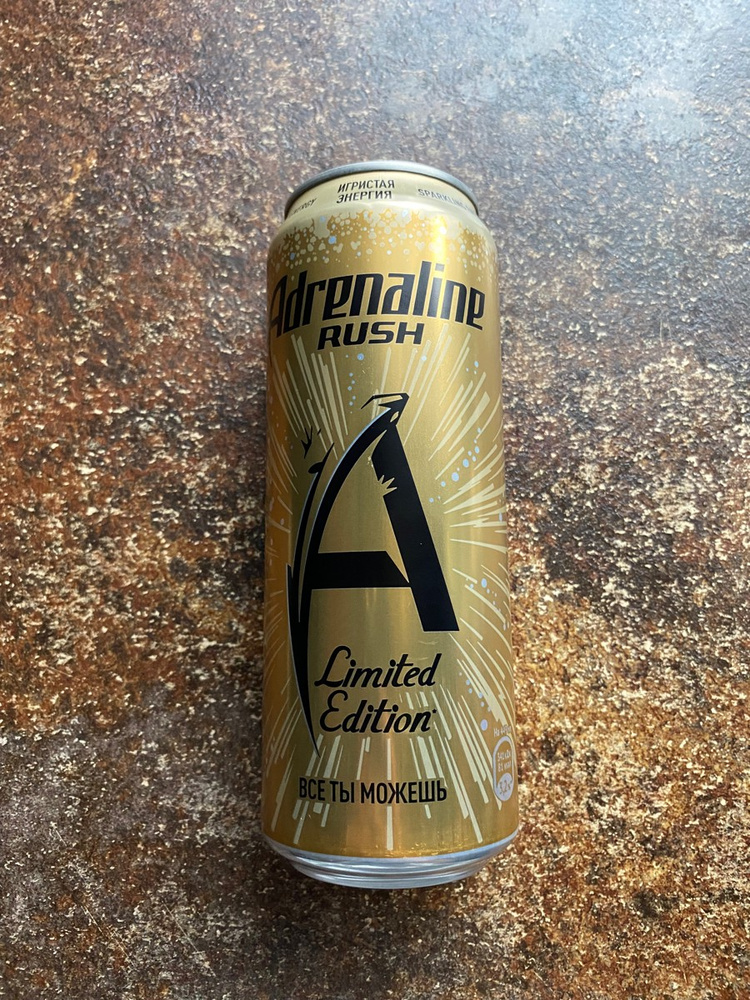 ИГРИСТАЯ
ЭНЕРГИЯ
Adrenaline
RUSH
A
Limited
Edition*
ВСЕ ТЫ МОЖЕШЬ